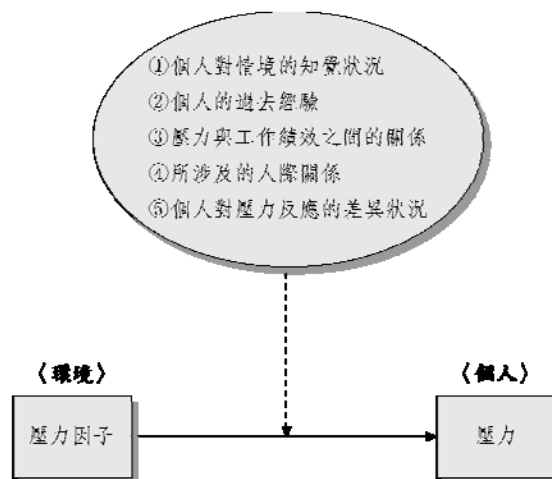 ①個人對情境的知覺狀況
②個人的過去經驗
③壓力與工作績效之間的關係
④所涉及的人際關係
⑤個人對壓力反應的差異狀況
〈環境〉
〈個人〉
壓力因子
壓力